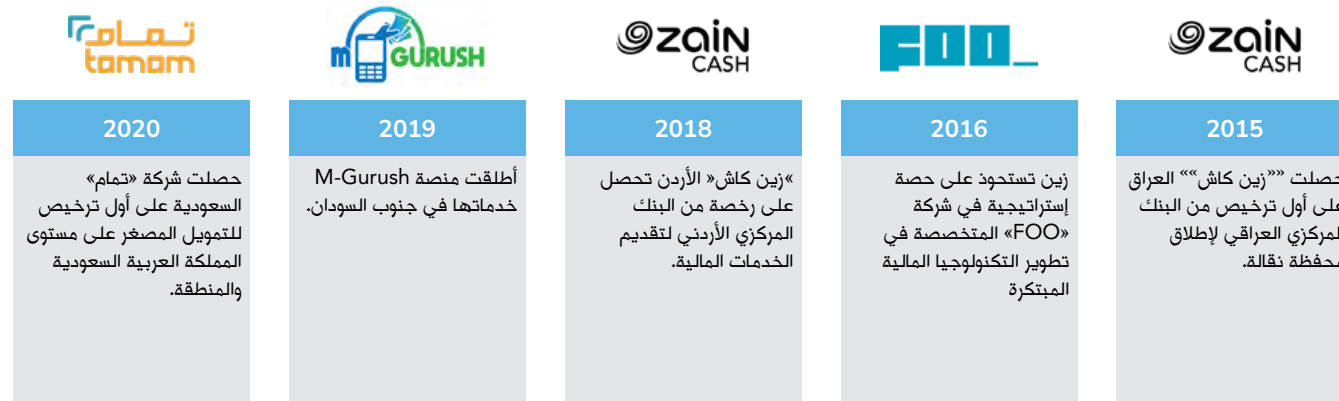 zain
CASH
2015
حصلت ««زين كاش»» العراق
على أول ترخيص من البنك
المركزي العراقي لإطلاق
محفظة نقالة.
FOO_
2016
زين تستحوذ على حصة
إستراتيجية في شركة
«FOO» المتخصصة في
تطوير التكنولوجيا المالية
المبتكرة
zain
CASH
2018
»زين كاش« الأردن تحصل
على رخصة من البنك
المركزي الأردني لتقديم
الخدمات المالية.
m GURUSH
2019
أطلقت منصة M-Gurush
خدماتها في جنوب السودان.
تمام
tamam
2020
حصلت شركة «تمام»
السعودية على أول ترخيص
للتمويل المصغر على مستوى
المملكة العربية السعودية
والمنطقة.